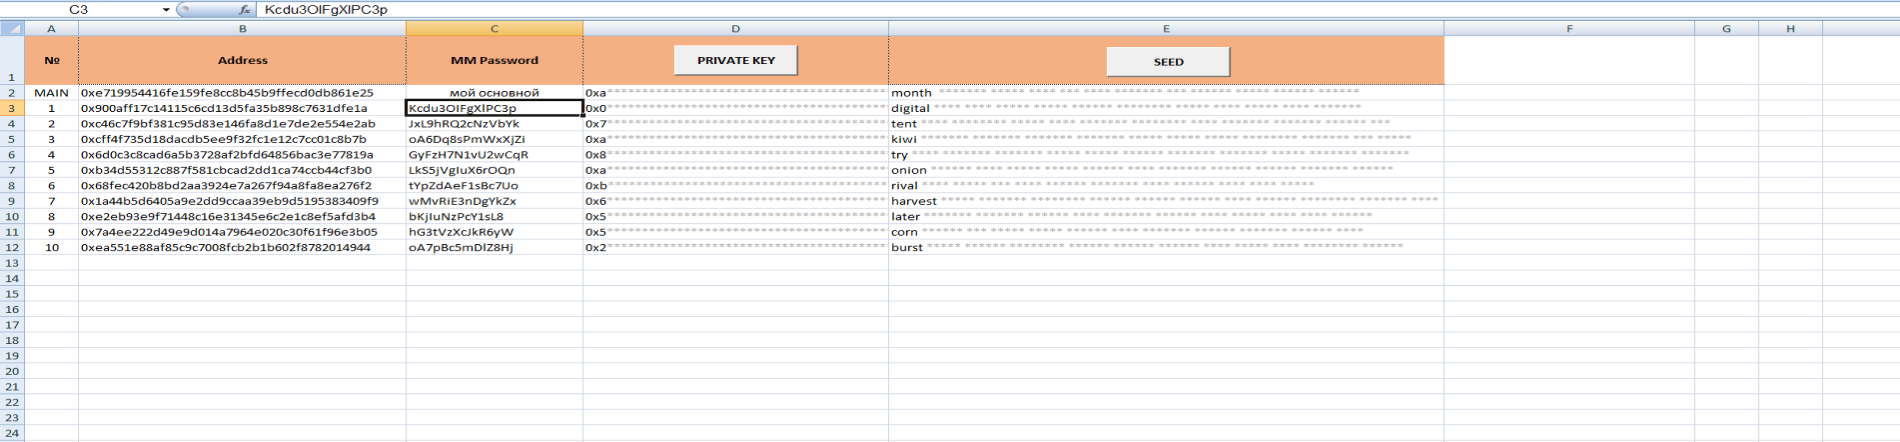 C3 fx Kcdu3OIFgXlPC3p
A B C D E F G H
1 № Address MM Password PRIVATE KEY SEED
2 MAIN 0xe719954416fe159fe8cc8b45b9ffecd0db861e25 мой основной 0xa month
3 1 0x900aff17c14115c6cd13d5fa35b898c7631dfe1a Kcdu3OIFgXlPC3p 0x0 digital
4 2 0xc46c7f9bf381c95d83e146fa8d1e7de2e554e2ab JxL9hRQ2cNzVbYk 0x7 tent
5 3 0xcff4f735d18dacdb5ee9f32fc1e12c7cc01c8b7b oA6Dq8sPmWxXjZi 0xa kiwi
6 4 0x6d0c3c8cad6a5b3728af2bfd64856bac3e77819a GyFzH7N1vU2wCqR 0x8 try
7 5 0xb34d55312c887f581cbcad2dd1ca74ccb44cf3b0 LkS5jVgIuX6rOQn 0xa onion
8 6 0x68fec420b8bd2aa3924e7a267f94a8fa8ea276f2 tYpZdAeF1sBc7Uo 0xb rival
9 7 0x1a44b5d6405a9e2dd9ccaa39eb9d5195383409f9 wMvRiE3nDgYkZx 0x6 harvest
10 8 0xe2eb93e9f71448c16e31345e6c2e1c8ef5afd3b4 bKjIuNzPcY1sL8 0x5 later
11 9 0x7a4ee222d49e9d014a7964e020c30f61f96e3b05 hG3tVzXcJkR6yW 0x5 corn
12 10 0xea551e88af85c9c7008fcb2b1b602f8782014944 oA7pBc5mDlZ8Hj 0x2 burst
13
14
15
16
17
18
19
20
21
22
23
24